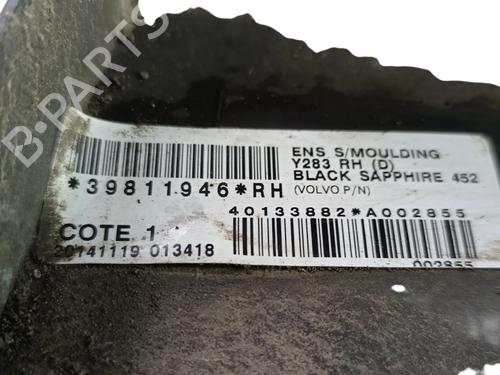 B-PARTS
ENS S/MOULDING
Y283 RH (D)
BLACK SAPPHIRE 452
(VOLVO P/N)
*39811946*RH
40133882*A002855
COTE 1
20141119 013418
002855